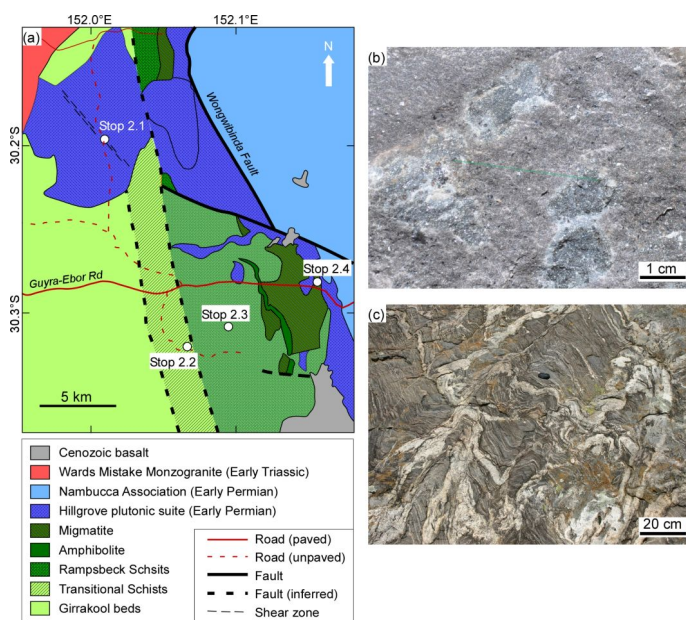 152.0°E
152.1°E
(a)
N
Stop 2.1
Wongwibinda Fault
30.2°S
Guyra-Ebor Rd
Stop 2.4
Stop 2.3
30.3°S
Stop 2.2
5 km
Cenozoic basalt
Wards Mistake Monzogranite (Early Triassic)
Nambucca Association (Early Permian)
Hillgrove plutonic suite (Early Permian)
Migmatite
Amphibolite
Rampsbeck Schsits
Transitional Schists
Girrakool beds
Road (paved)
Road (unpaved)
Fault
Fault (inferred)
Shear zone
(b)
1 cm
(c)
20 cm